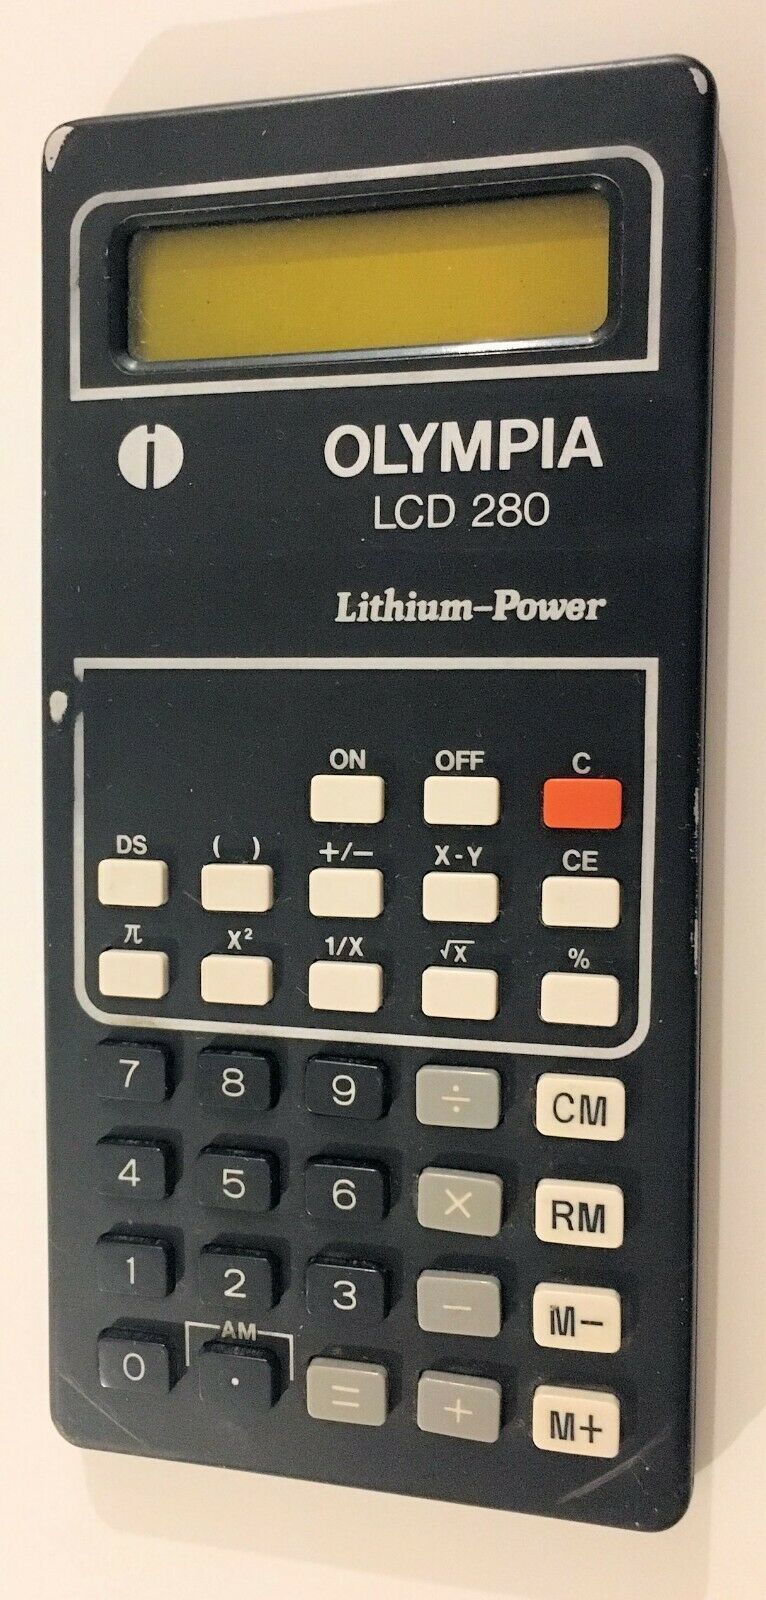 OLYMPIA
LCD 280
Lithium-Power
ON OFF C
DS ( ) +/- X-Y CE
π X² 1/X √X %
7 8 9 ÷ CM
4 5 6 × RM
1 2 3 - M-
AM
0 . = + M+